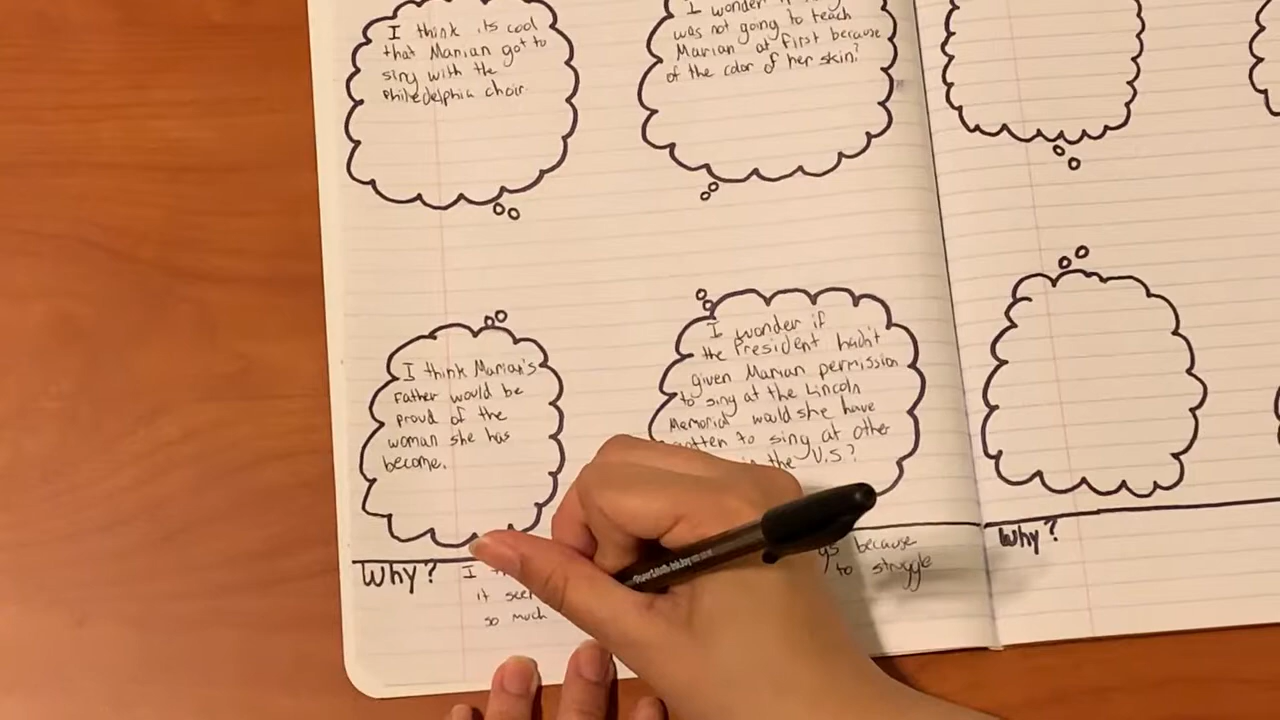 I think its cool
that Marian got to
sing with the
Philedelphia choir.
I wonder
was not going to teach
Marian at first because
of the color of her skin?
I think Marian's
Father would be
proud of the
woman she has
become.
I wonder if
the President hadn't
given Marian permission
to sing at the Lincoln
Memorial would she have
to sing at other
the U.S?
Why? I
it
so much
because
to struggle
Why?